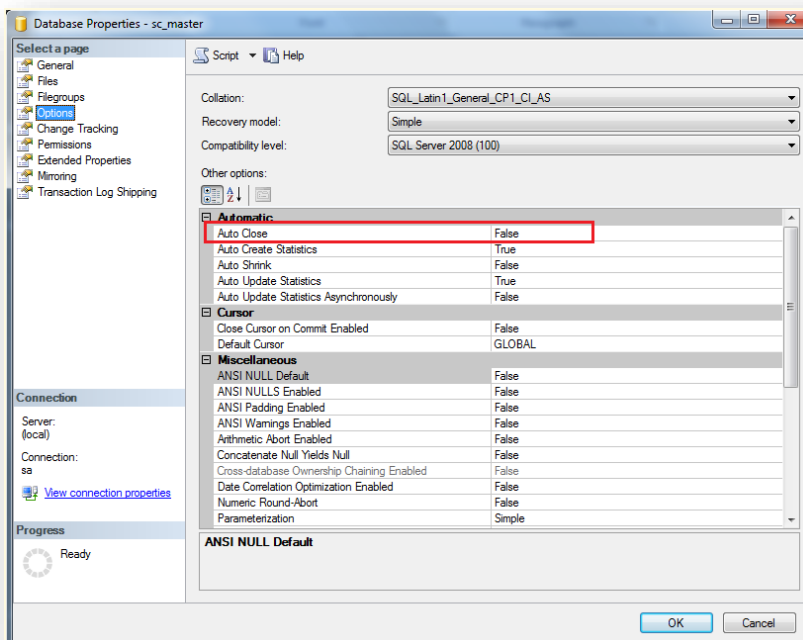 Database Properties - sc_master
Select a page
General
Files
Filegroups
Options
Change Tracking
Permissions
Extended Properties
Mirroring
Transaction Log Shipping
Script Help
Collation: SQL_Latin1_General_CP1_CI_AS
Recovery model: Simple
Compatibility level: SQL Server 2008 (100)
Other options:
Automatic
Auto Close False
Auto Create Statistics True
Auto Shrink False
Auto Update Statistics True
Auto Update Statistics Asynchronously False
Cursor
Close Cursor on Commit Enabled False
Default Cursor GLOBAL
Miscellaneous
ANSI NULL Default False
ANSI NULLS Enabled False
ANSI Padding Enabled False
ANSI Warnings Enabled False
Arithmetic Abort Enabled False
Concatenate Null Yields Null False
Cross-database Ownership Chaining Enabled False
Date Correlation Optimization Enabled False
Numeric Round-Abort False
Parameterization Simple
ANSI NULL Default
Connection
Server:
(local)
Connection:
sa
View connection properties
Progress
Ready
OK Cancel